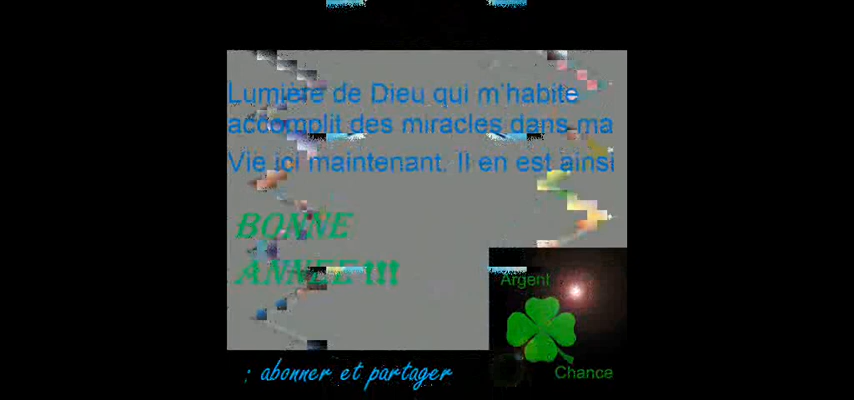 Lumière de Dieu qui m'habite
accomplit des miracles dans ma
Vie ici maintenant. Il en est ainsi
BONNE
ANNEE !!!
Argent
Chance
: abonner et partager